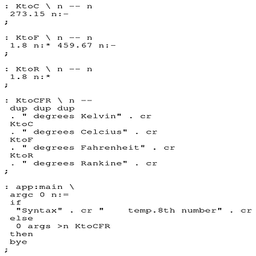 : KtoC \ n -- n
273.15 n:-
;
: KtoF \ n -- n
1.8 n:* 459.67 n:-
;
: KtoR \ n -- n
1.8 n:*
;
: KtoCFR \ n --
dup dup dup
. " degrees Kelvin" . cr
KtoC
. " degrees Celcius" . cr
KtoF
. " degrees Fahrenheit" . cr
KtoR
. " degrees Rankine" . cr
;
: app:main \
argc 0 n:=
if
"Syntax" . cr "    temp.8th number" . cr
else
0 args >n KtoCFR
then
bye
;